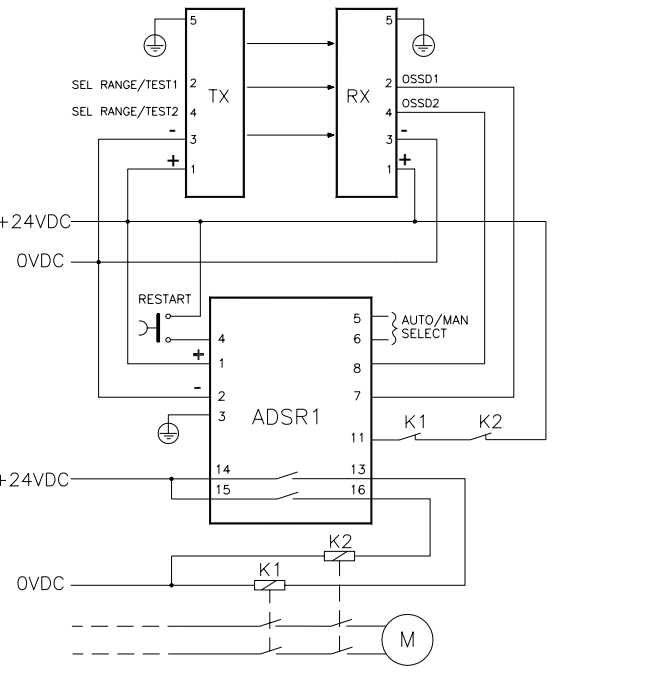 5
5
SEL RANGE/TEST1 2 TX RX 2 OSSD1
SEL RANGE/TEST2 4 4 OSSD2
- 3 3 -
+ 1 1 +
+24VDC
0VDC
RESTART
5 AUTO/MAN
6 SELECT
4
+ 1 8
- 2 7
3 ADSR1
11 K1 K2
+24VDC 14 13
15 16
K2
K1
0VDC
M